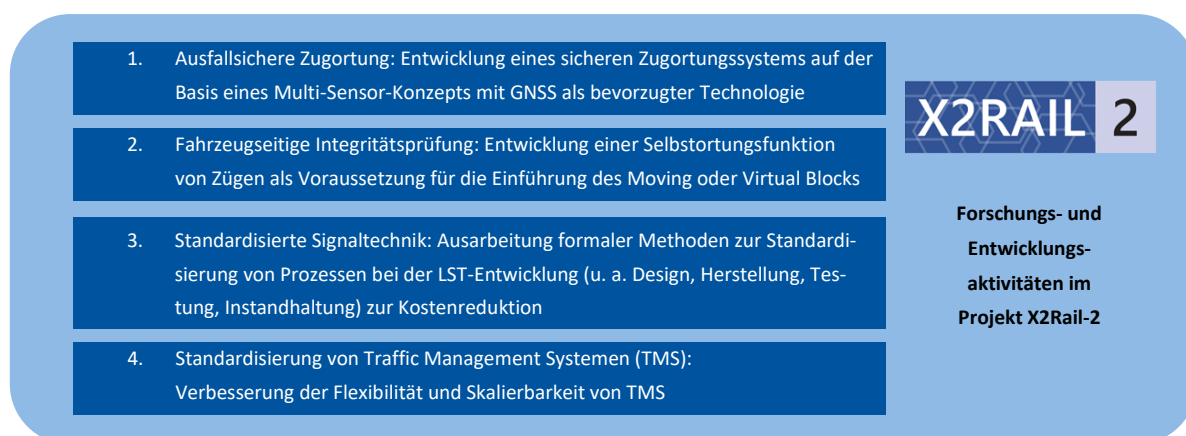 1. Ausfallsichere Zugortung: Entwicklung eines sicheren Zugortungssystems auf der
Basis eines Multi-Sensor-Konzepts mit GNSS als bevorzugter Technologie
2. Fahrzeugseitige Integritätsprüfung: Entwicklung einer Selbstortungsfunktion
von Zügen als Voraussetzung für die Einführung des Moving oder Virtual Blocks
3. Standardisierte Signaltechnik: Ausarbeitung formaler Methoden zur Standardi-
sierung von Prozessen bei der LST-Entwicklung (u. a. Design, Herstellung, Tes-
tung, Instandhaltung) zur Kostenreduktion
4. Standardisierung von Traffic Management Systemen (TMS):
Verbesserung der Flexibilität und Skalierbarkeit von TMS
X2RAIL 2
Forschungs- und
Entwicklungs-
aktivitäten im
Projekt X2Rail-2